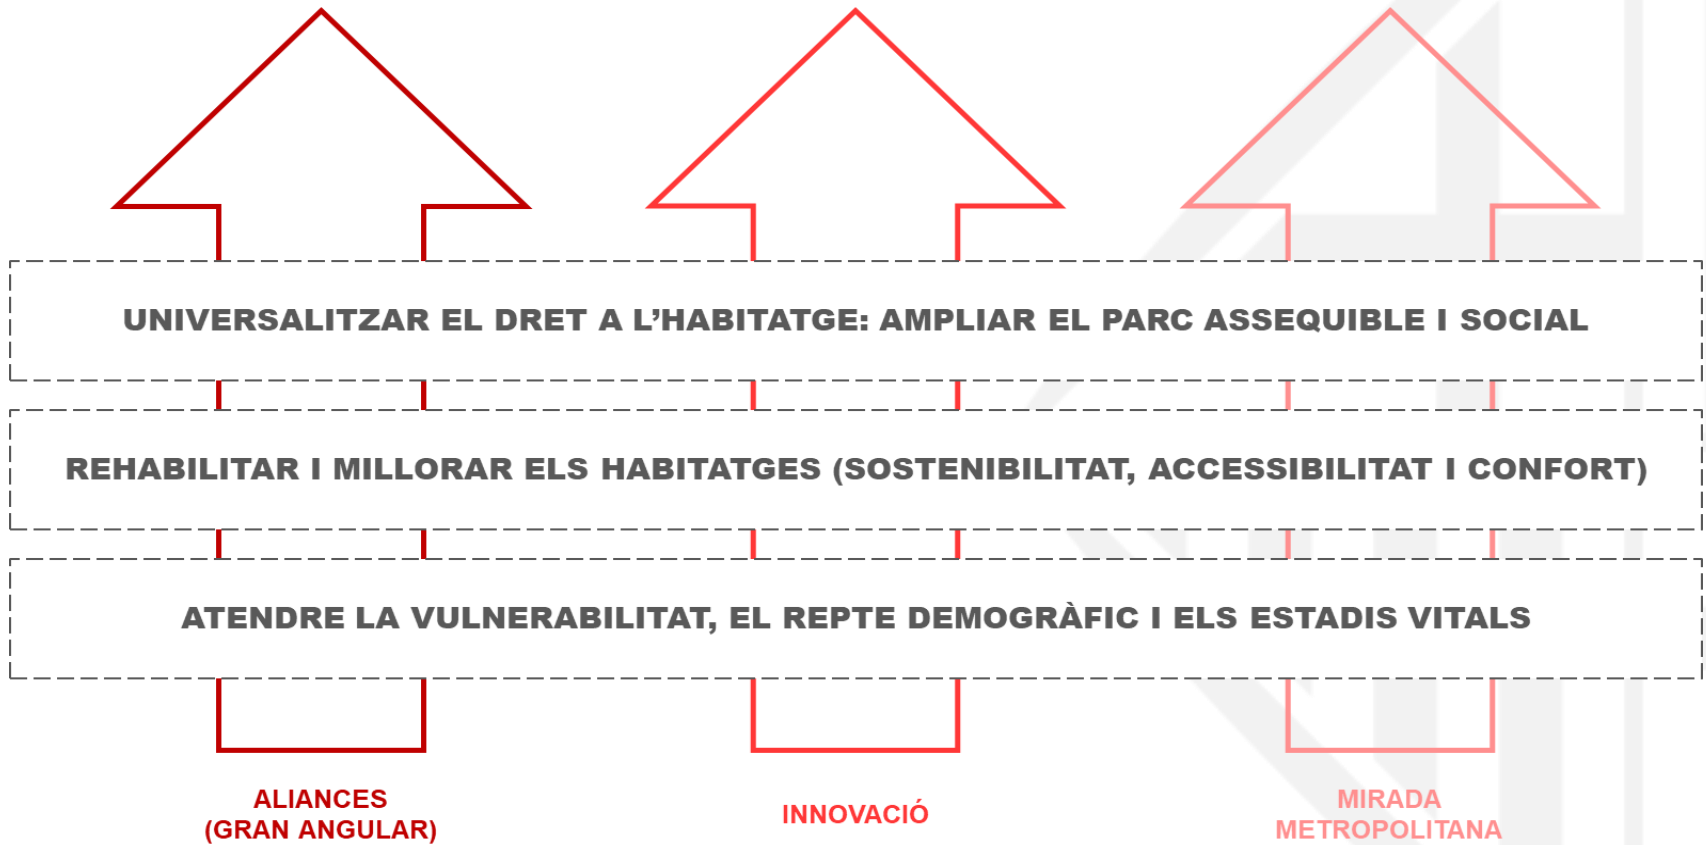 UNIVERSALITZAR EL DRET A L’HABITATGE: AMPLIAR EL PARC ASSEQUIBLE I SOCIAL
REHABILITAR I MILLORAR ELS HABITATGES (SOSTENIBILITAT, ACCESSIBILITAT I CONFORT)
ATENDRE LA VULNERABILITAT, EL REPTE DEMOGRÀFIC I ELS ESTADIS VITALS
ALIANCES
(GRAN ANGULAR)
INNOVACIÓ
MIRADA
METROPOLITANA